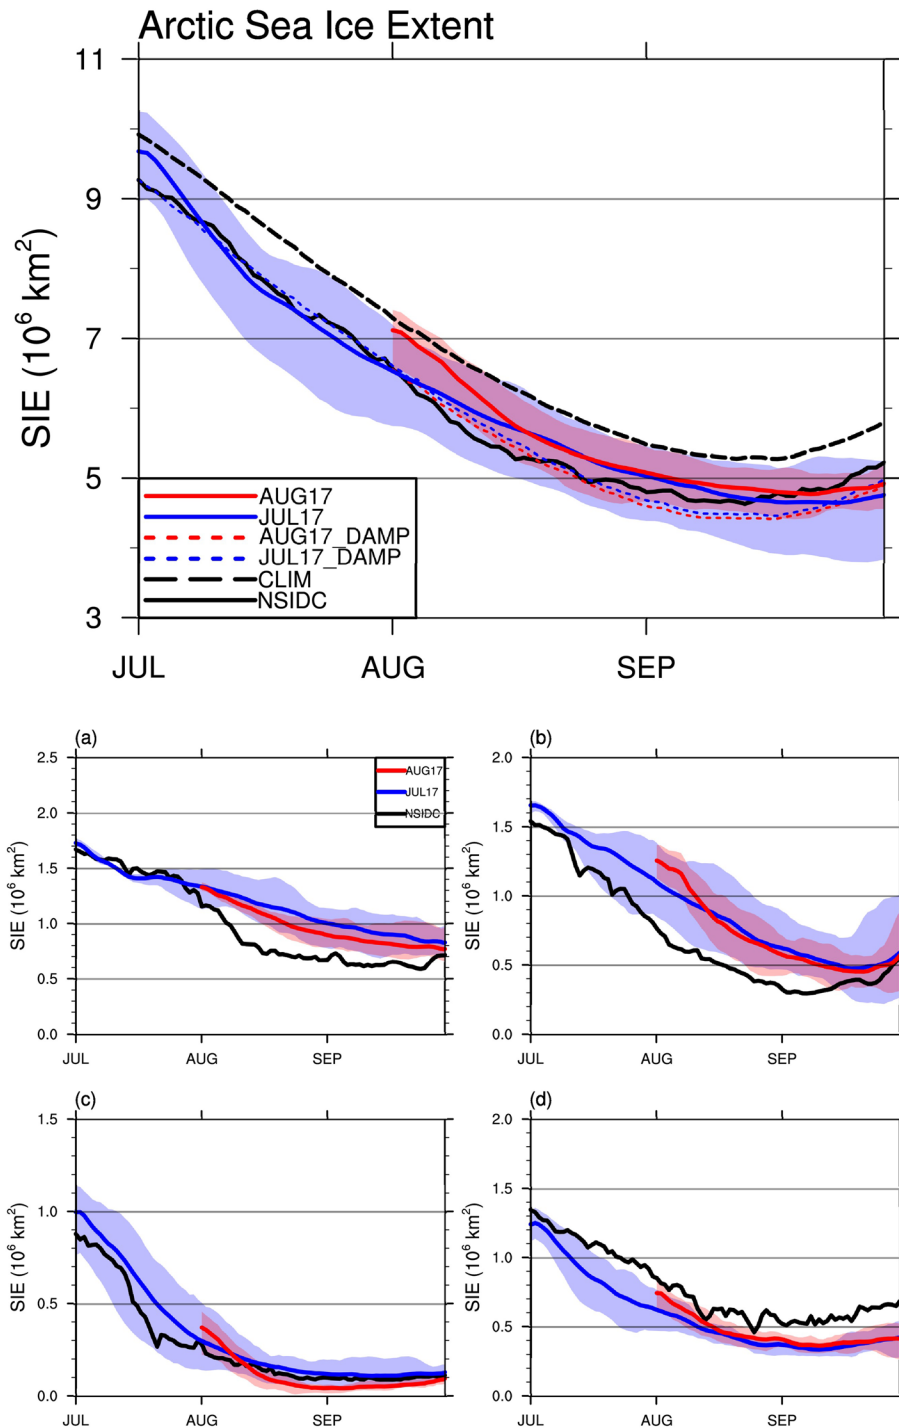 Arctic Sea Ice Extent
11
9
7
5
3
SIE (10⁶ km²)
AUG17
JUL17
AUG17_DAMP
JUL17_DAMP
CLIM
NSIDC
JUL AUG SEP
(a)
2.5
2.0
1.5
1.0
0.5
0.0
SIE (10⁶ km²)
AUG17
JUL17
NSIDC
JUL AUG SEP
(b)
2.0
1.5
1.0
0.5
0.0
SIE (10⁶ km²)
JUL AUG SEP
(c)
1.5
1.0
0.5
0.0
SIE (10⁶ km²)
JUL AUG SEP
(d)
2.0
1.5
1.0
0.5
0.0
SIE (10⁶ km²)
JUL AUG SEP